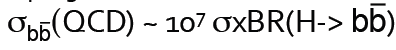 σbb̅(QCD) ~ 10⁷ σxBR(H-> bb̅)